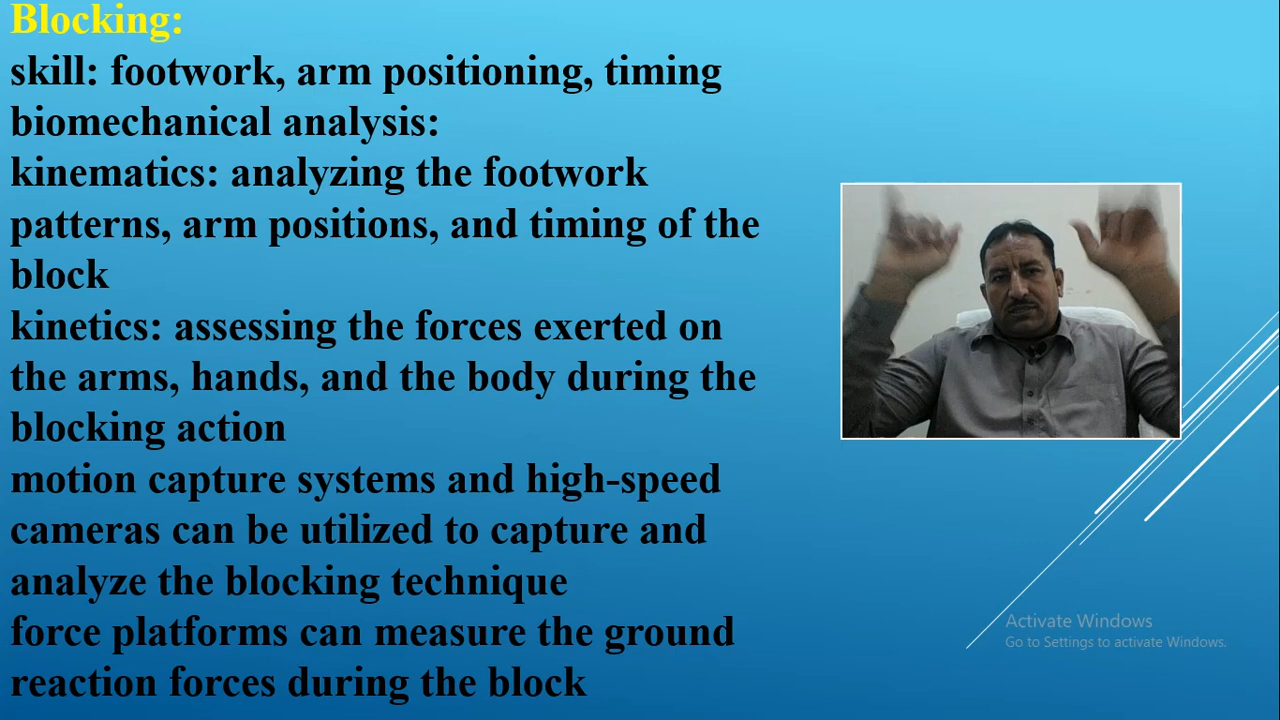 Blocking:
skill: footwork, arm positioning, timing
biomechanical analysis:
kinematics: analyzing the footwork
patterns, arm positions, and timing of the
block
kinetics: assessing the forces exerted on
the arms, hands, and the body during the
blocking action
motion capture systems and high-speed
cameras can be utilized to capture and
analyze the blocking technique
force platforms can measure the ground
reaction forces during the block
Activate Windows
Go to Settings to activate Windows.